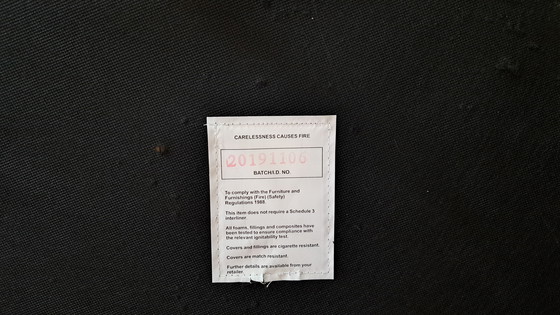 CARELESSNESS CAUSES FIRE
20191106
BATCH/I.D. NO.
To comply with the Furniture and
Furnishings (Fire) (Safety)
Regulations 1988
This item does not require a Schedule 3
interliner.
All foams, fillings and composites have
been tested to ensure compliance with
the relevant ignitability test.
Covers and fillings are cigarette resistant.
Covers are match resistant.
Further details are available from your
retailer.